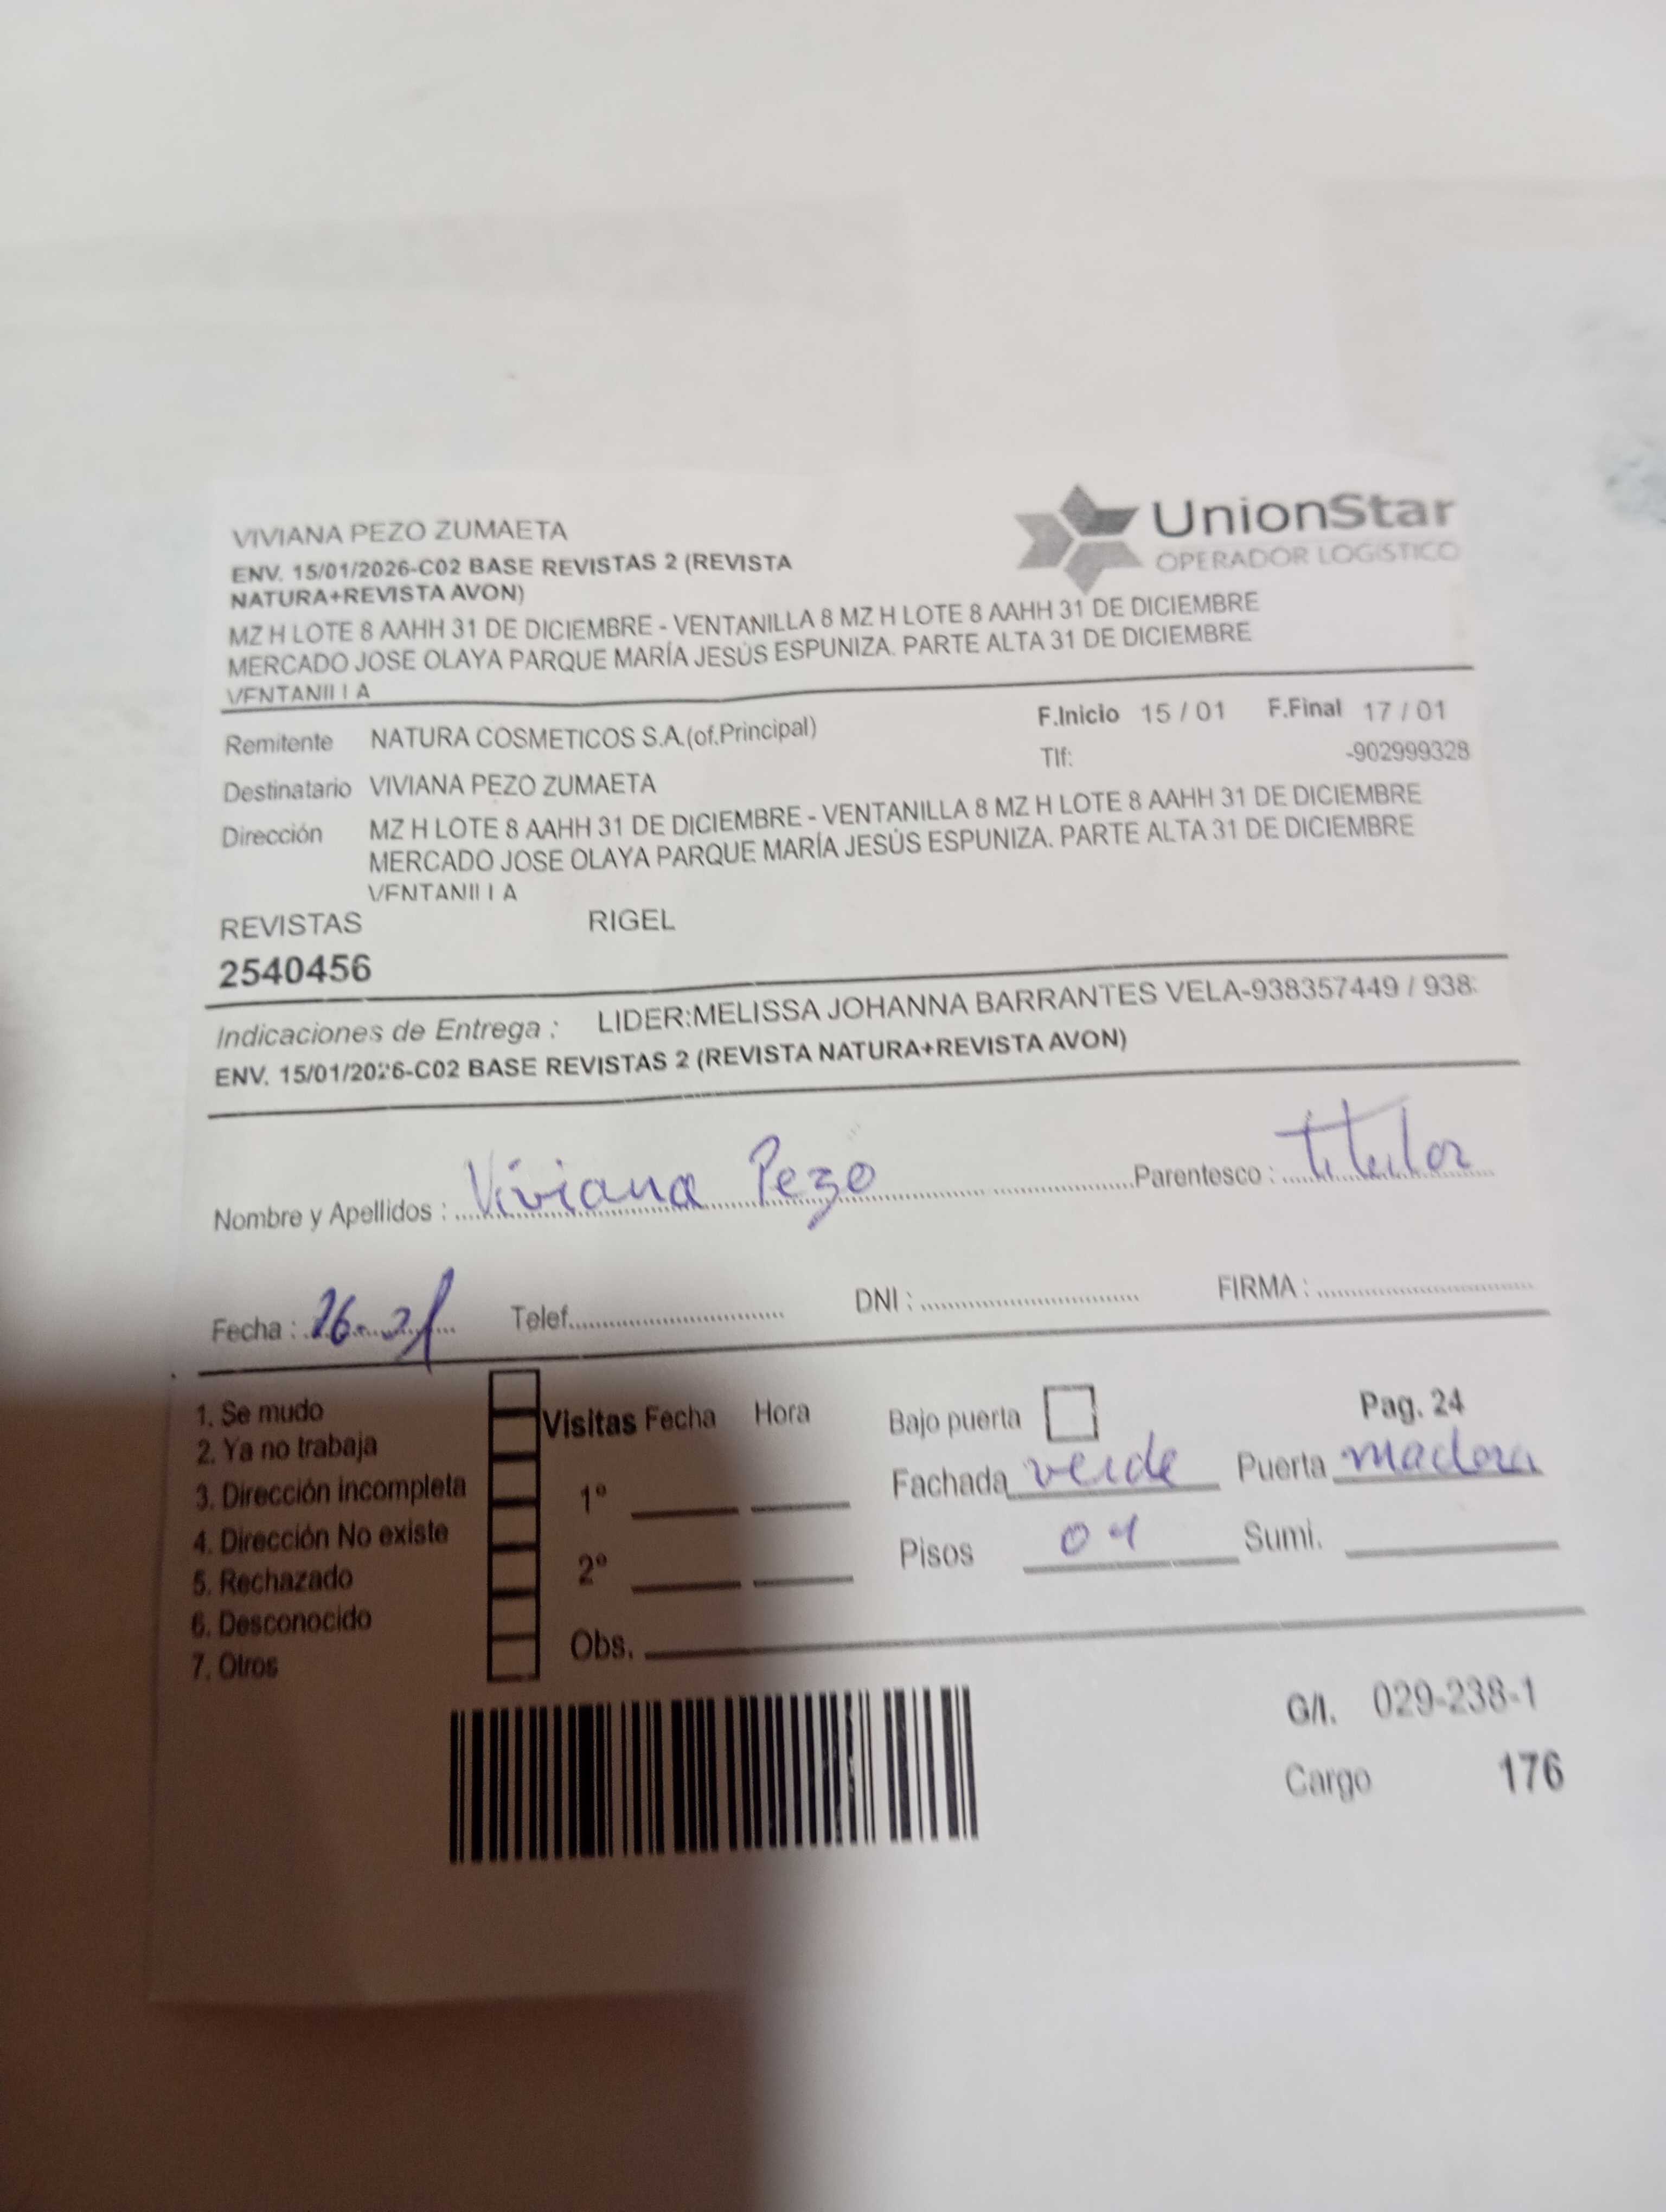 VIVIANA PEZO ZUMAETA
UnionStar
OPERADOR LOGÍSTICO
ENV. 15/01/2026-C02 BASE REVISTAS 2 (REVISTA
NATURA+REVISTA AVON)
MZ H LOTE 8 AAHH 31 DE DICIEMBRE - VENTANILLA 8 MZ H LOTE 8 AAHH 31 DE DICIEMBRE
MERCADO JOSE OLAYA PARQUE MARÍA JESÚS ESPUNIZA. PARTE ALTA 31 DE DICIEMBRE
VENTANILLA
Remitente NATURA COSMETICOS S.A.(of.Principal) F.Inicio 15 / 01 F.Final 17 / 01
Tlf: -902999328
Destinatario VIVIANA PEZO ZUMAETA
Dirección MZ H LOTE 8 AAHH 31 DE DICIEMBRE - VENTANILLA 8 MZ H LOTE 8 AAHH 31 DE DICIEMBRE
MERCADO JOSE OLAYA PARQUE MARÍA JESÚS ESPUNIZA. PARTE ALTA 31 DE DICIEMBRE
VENTANILLA
REVISTAS RIGEL
2540456
Indicaciones de Entrega : LIDER:MELISSA JOHANNA BARRANTES VELA-938357449 / 938
ENV. 15/01/2026-C02 BASE REVISTAS 2 (REVISTA NATURA+REVISTA AVON)
Nombre y Apellidos : Viviana Pezo Parentesco : titular
Fecha : Telef. DNI : FIRMA :
1. Se mudo
2. Ya no trabaja
3. Dirección incompleta
4. Dirección No existe
5. Rechazado
6. Desconocido
7. Otros
Visitas Fecha Hora
1º
2º
Obs.
Bajo puerta Pag. 24
Fachada verde Puerta madera
Pisos Sumi.
G/I. 029-238-1
Cargo 176